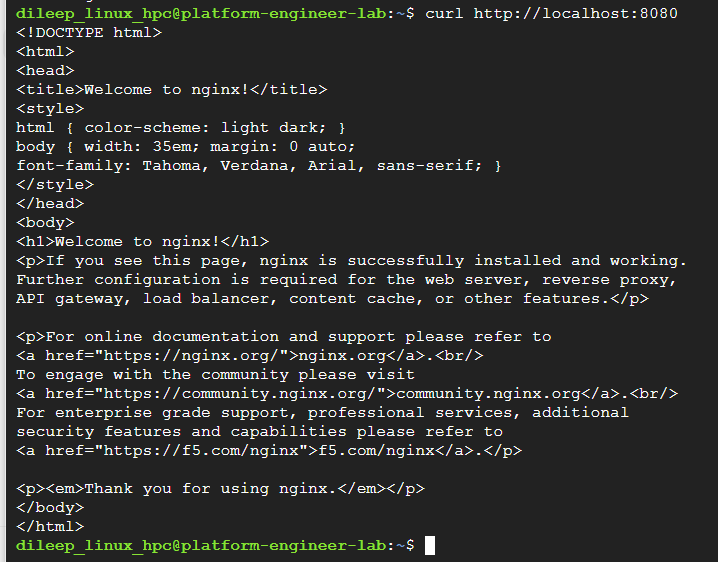 dileep_linux_hpc@platform-engineer-lab:~$ curl http://localhost:8080
<!DOCTYPE html>
<html>
<head>
<title>Welcome to nginx!</title>
<style>
html { color-scheme: light dark; }
body { width: 35em; margin: 0 auto;
font-family: Tahoma, Verdana, Arial, sans-serif; }
</style>
</head>
<body>
<h1>Welcome to nginx!</h1>
<p>If you see this page, nginx is successfully installed and working.
Further configuration is required for the web server, reverse proxy,
API gateway, load balancer, content cache, or other features.</p>

<p>For online documentation and support please refer to
<a href="https://nginx.org/">nginx.org</a>.<br/>
To engage with the community please visit
<a href="https://community.nginx.org/">community.nginx.org</a>.<br/>
For enterprise grade support, professional services, additional
security features and capabilities please refer to
<a href="https://f5.com/nginx">f5.com/nginx</a>.</p>

<p><em>Thank you for using nginx.</em></p>
</body>
</html>
dileep_linux_hpc@platform-engineer-lab:~$